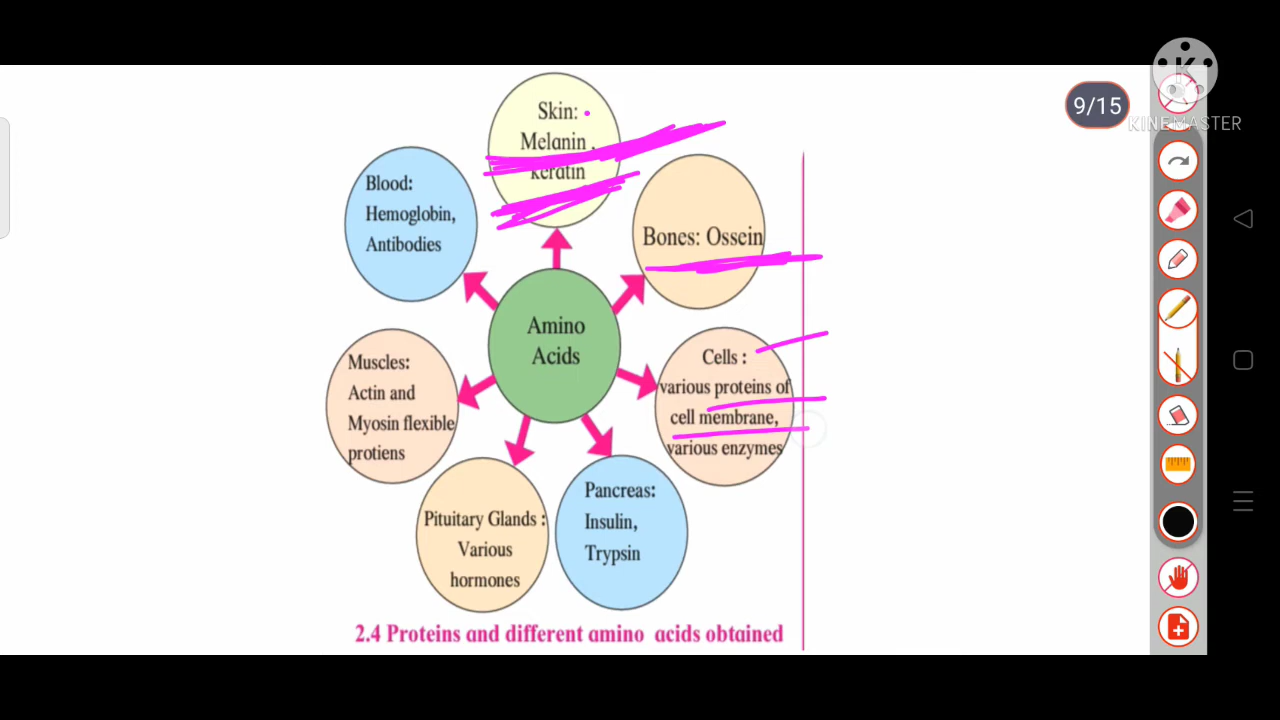 9/15
KINEMASTER
Skin:
Melanin ,
keratin
Blood:
Hemoglobin,
Antibodies
Bones: Ossein
Amino
Acids
Muscles:
Actin and
Myosin flexible
protiens
Cells :
various proteins of
cell membrane,
various enzymes
Pituitary Glands :
Various
hormones
Pancreas:
Insulin,
Trypsin
2.4 Proteins and different amino acids obtained